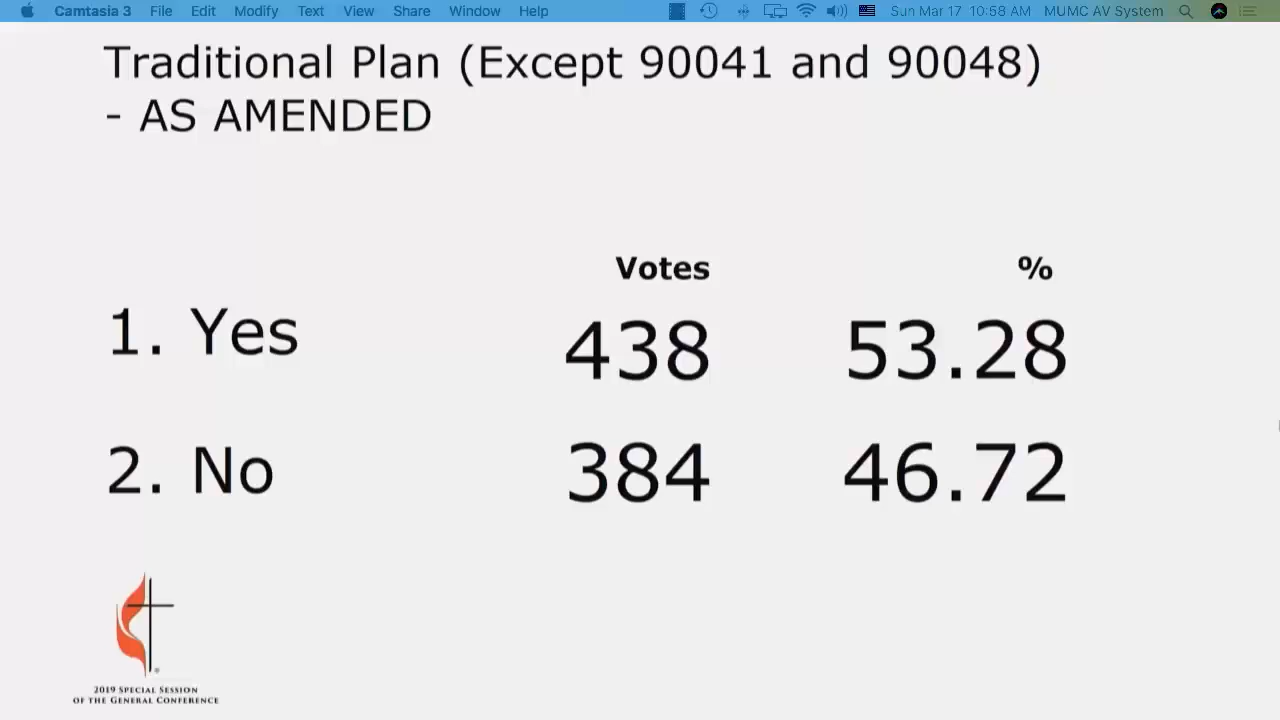 Camtasia 3 File Edit Modify Text View Share Window Help Sun Mar 17 10:58 AM MUMC AV System
Traditional Plan (Except 90041 and 90048)
- AS AMENDED
Votes %
1. Yes 438 53.28
2. No 384 46.72
2019 SPECIAL SESSION
OF THE GENERAL CONFERENCE